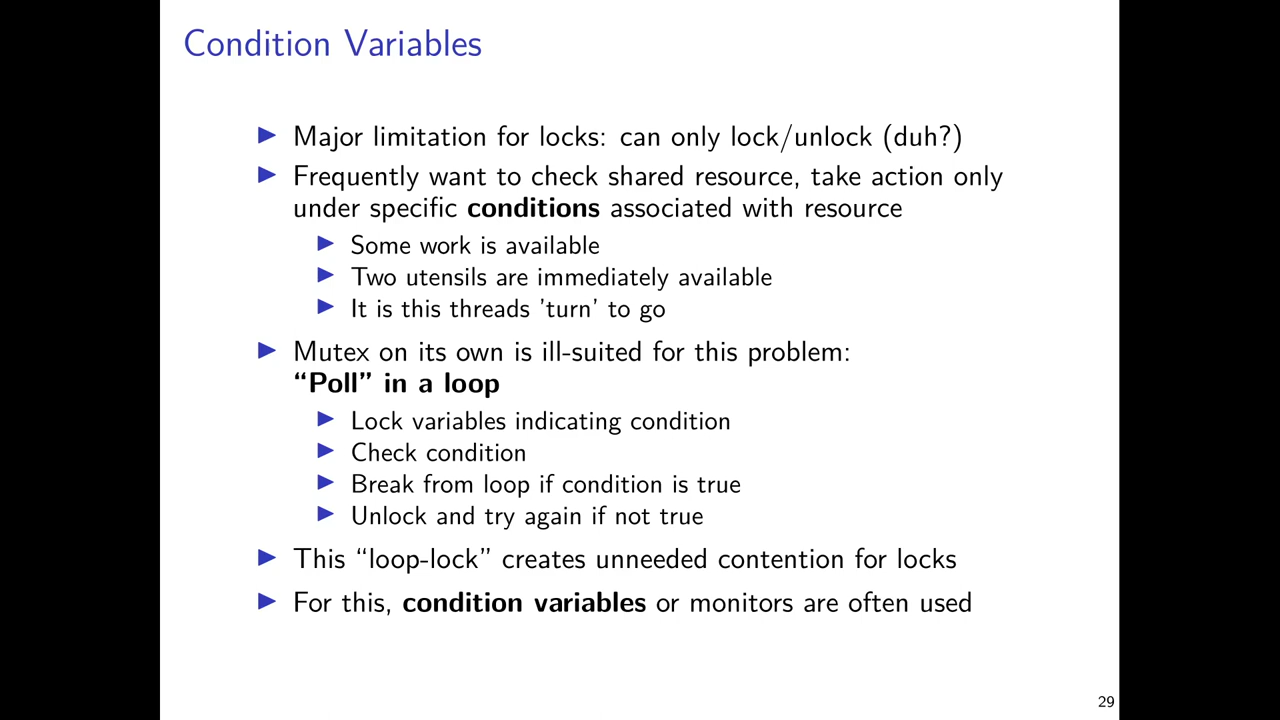 Condition Variables
Major limitation for locks: can only lock/unlock (duh?)
Frequently want to check shared resource, take action only
under specific conditions associated with resource
Some work is available
Two utensils are immediately available
It is this threads 'turn' to go
Mutex on its own is ill-suited for this problem:
“Poll” in a loop
Lock variables indicating condition
Check condition
Break from loop if condition is true
Unlock and try again if not true
This “loop-lock” creates unneeded contention for locks
For this, condition variables or monitors are often used
29